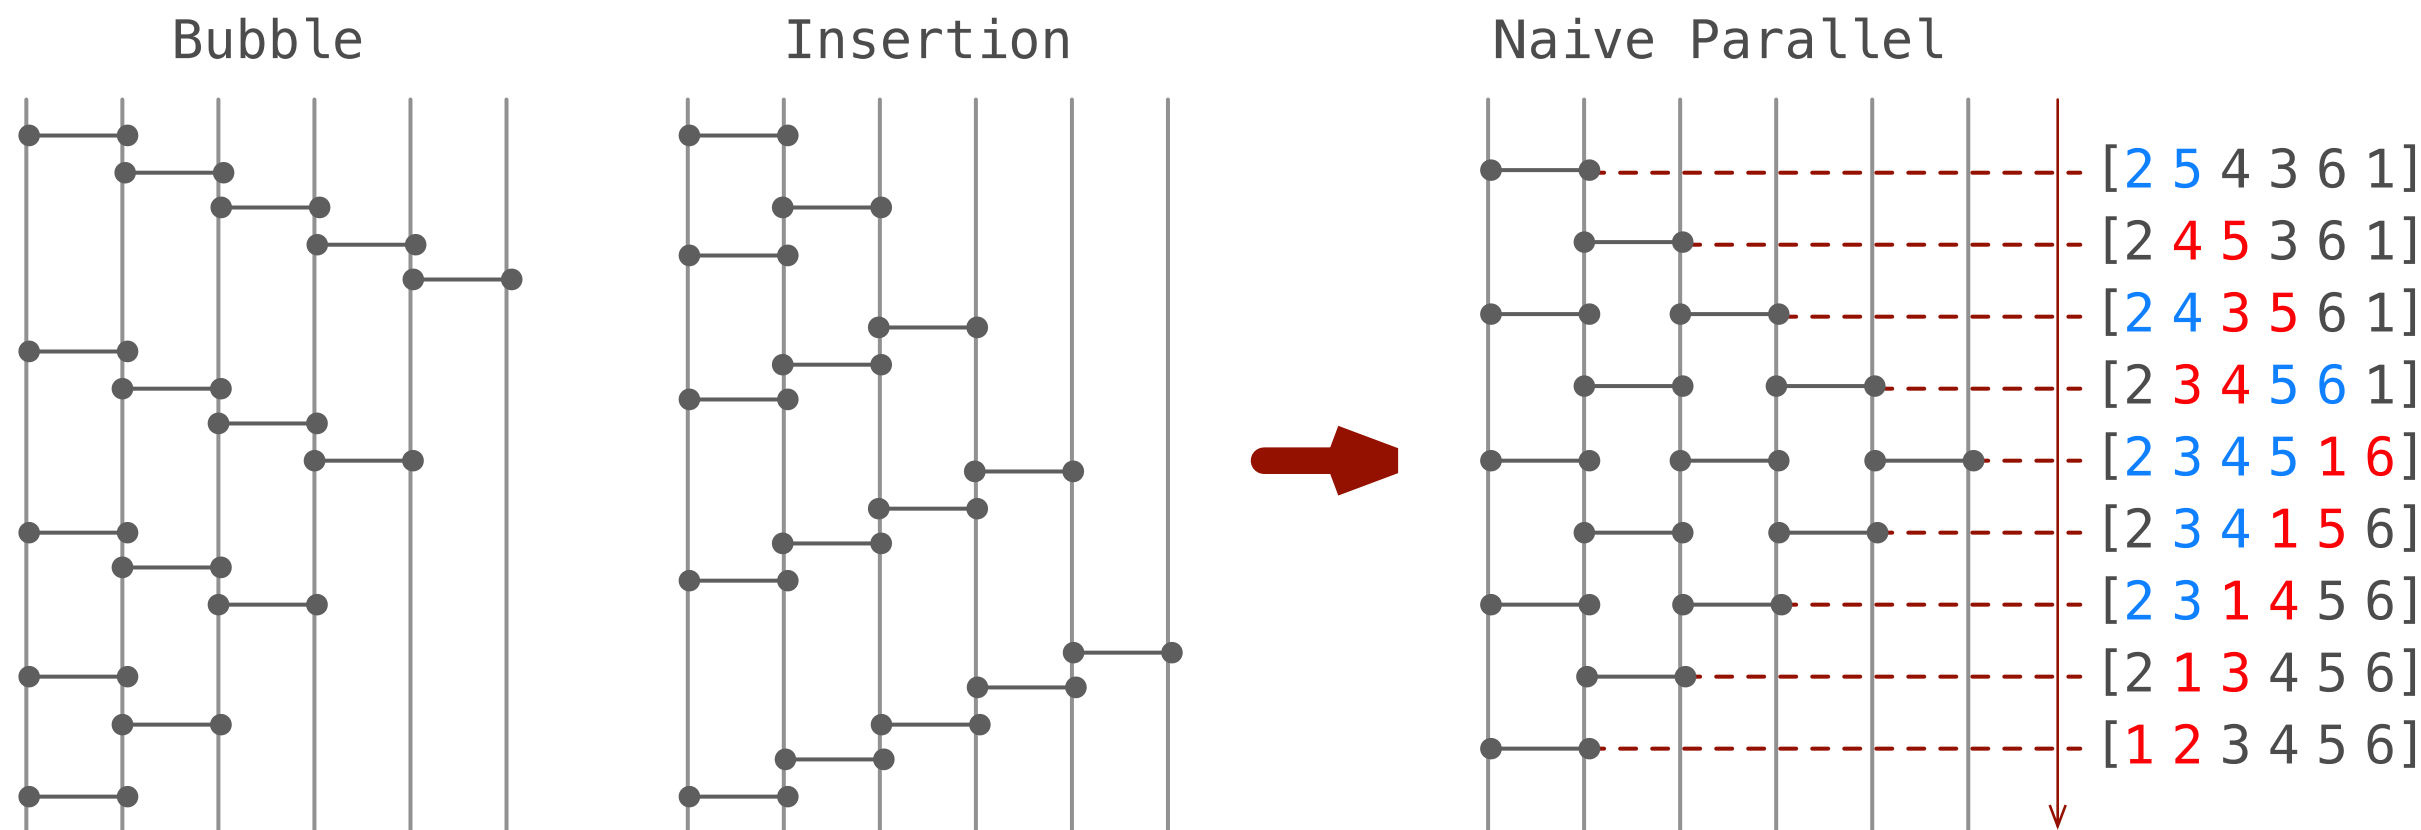 Bubble
Insertion
Naive Parallel
[2 5 4 3 6 1]
[2 4 5 3 6 1]
[2 4 3 5 6 1]
[2 3 4 5 6 1]
[2 3 4 5 1 6]
[2 3 4 1 5 6]
[2 3 1 4 5 6]
[2 1 3 4 5 6]
[1 2 3 4 5 6]